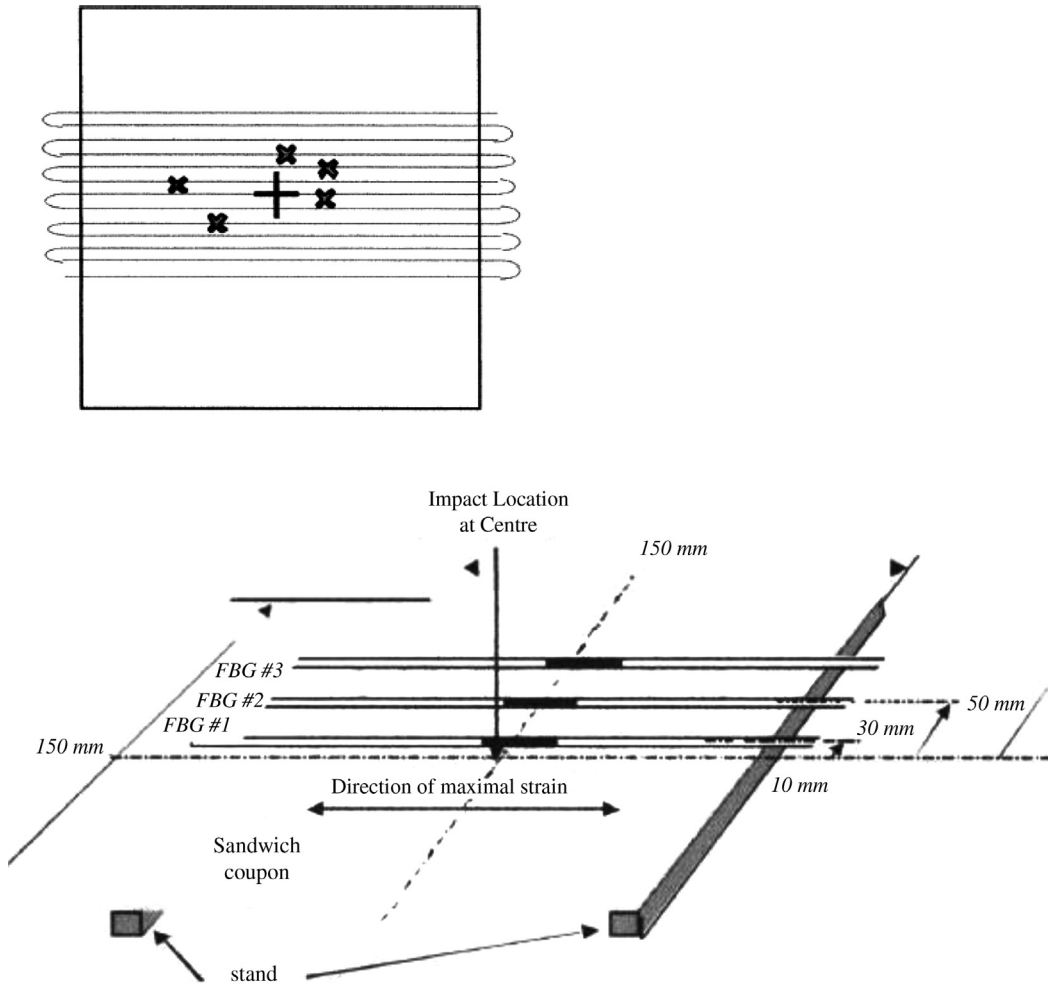 Impact Location
at Centre
150 mm
FBG #3
FBG #2
50 mm
FBG #1
30 mm
150 mm
10 mm
Direction of maximal strain
Sandwich
coupon
stand